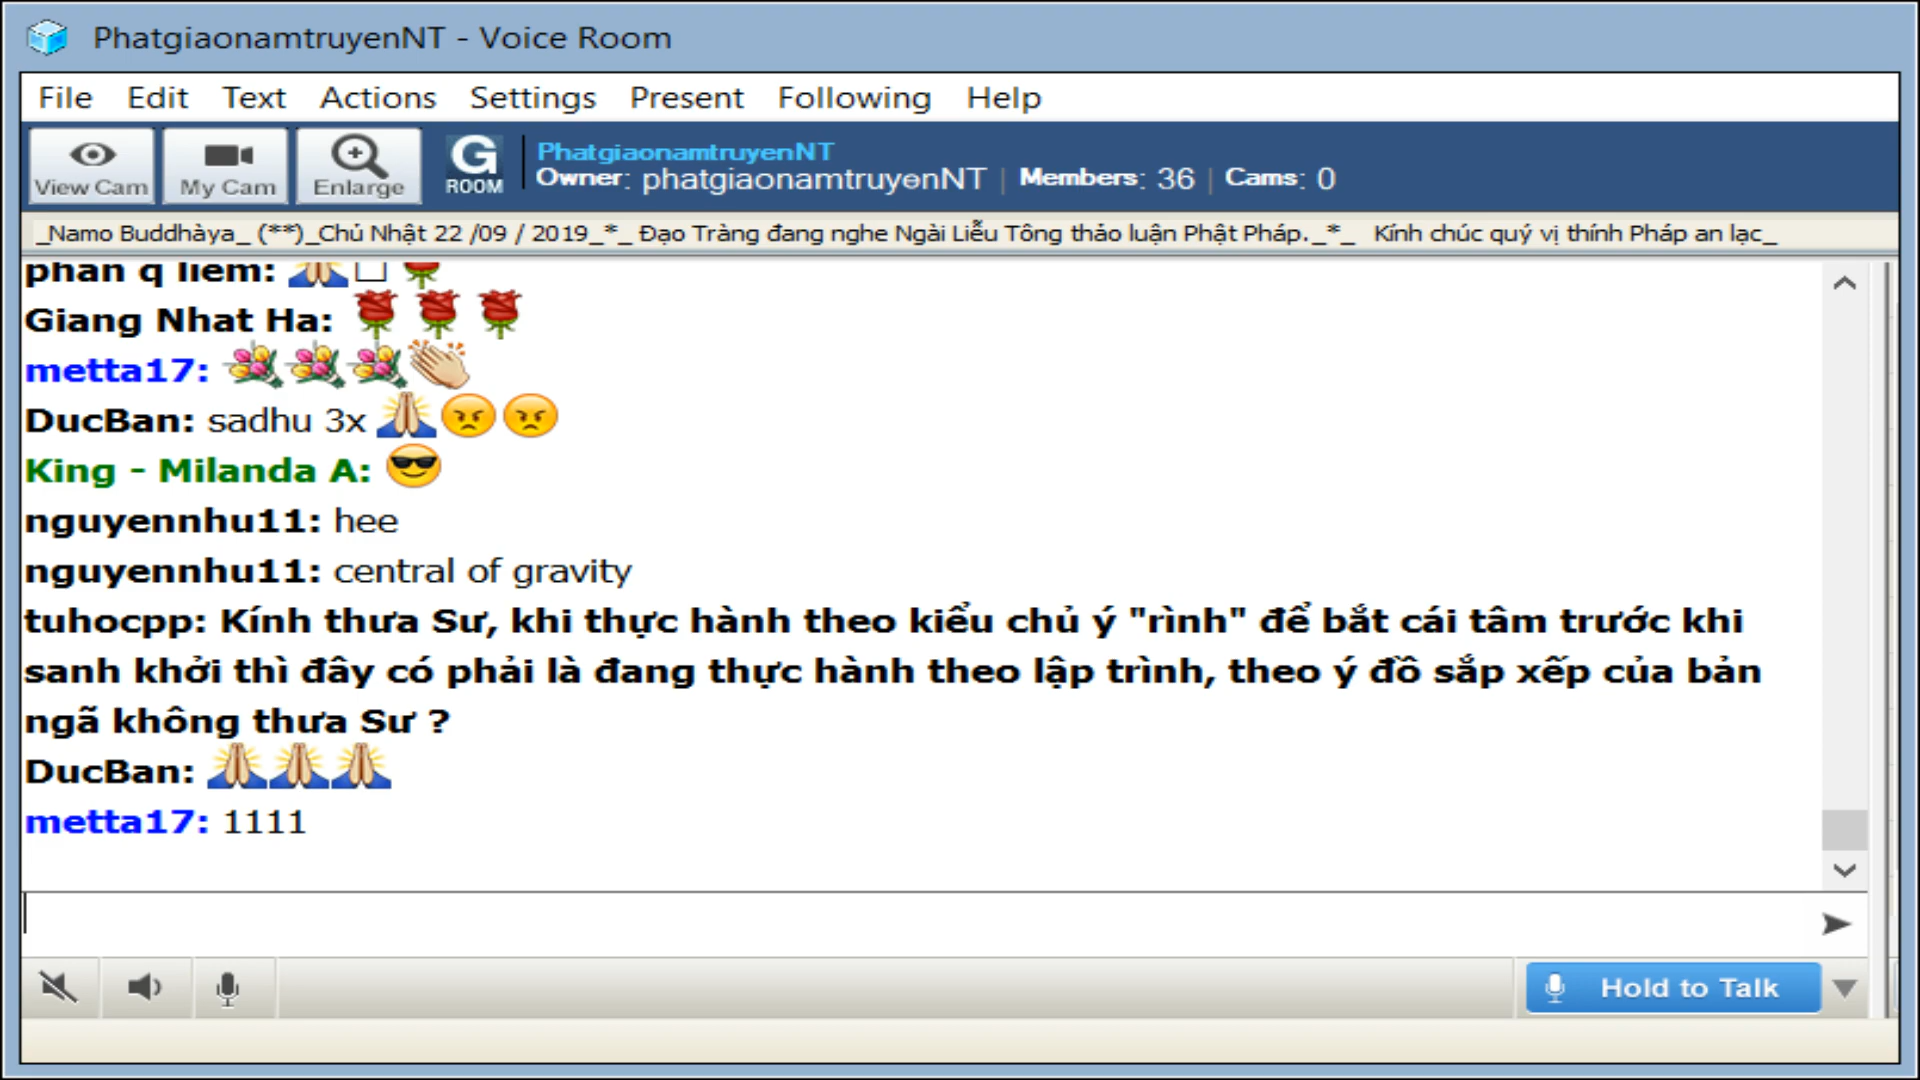 PhatgiaonamtruyenNT - Voice Room
File Edit Text Actions Settings Present Following Help
View Cam My Cam Enlarge G ROOM PhatgiaonamtruyenNT
Owner: phatgiaonamtruyenNT | Members: 36 | Cams: 0
_Namo Buddhàya_ (**)_Chủ Nhật 22 /09 / 2019_*_ Đạo Tràng đang nghe Ngài Liễu Tông thảo luận Phật Pháp._*_ Kính chúc quý vị thính Pháp an lạc_
phan q liem: 🙏□🌹
Giang Nhat Ha: 🌹🌹🌹
metta17: 💐💐💐👏
DucBan: sadhu 3x 🙏😠😠
King - Milanda A: 😎
nguyennhu11: hee
nguyennhu11: central of gravity
tuhocpp: Kính thưa Sư, khi thực hành theo kiểu chủ ý "rình" để bắt cái tâm trước khi
sanh khởi thì đây có phải là đang thực hành theo lập trình, theo ý đồ sắp xếp của bản
ngã không thưa Sư ?
DucBan: 🙏🙏🙏
metta17: 1111
Hold to Talk